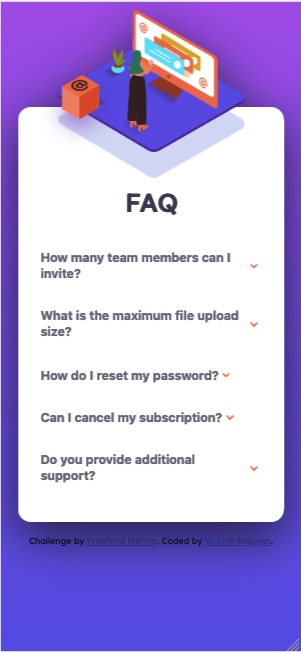 @
@
@
FAQ
How many team members can I
invite?
What is the maximum file upload
size?
How do I reset my password?
Can I cancel my subscription?
Do you provide additional
support?
Challenge by Frontend Mentor. Coded by Vi-Linh Nguyen.